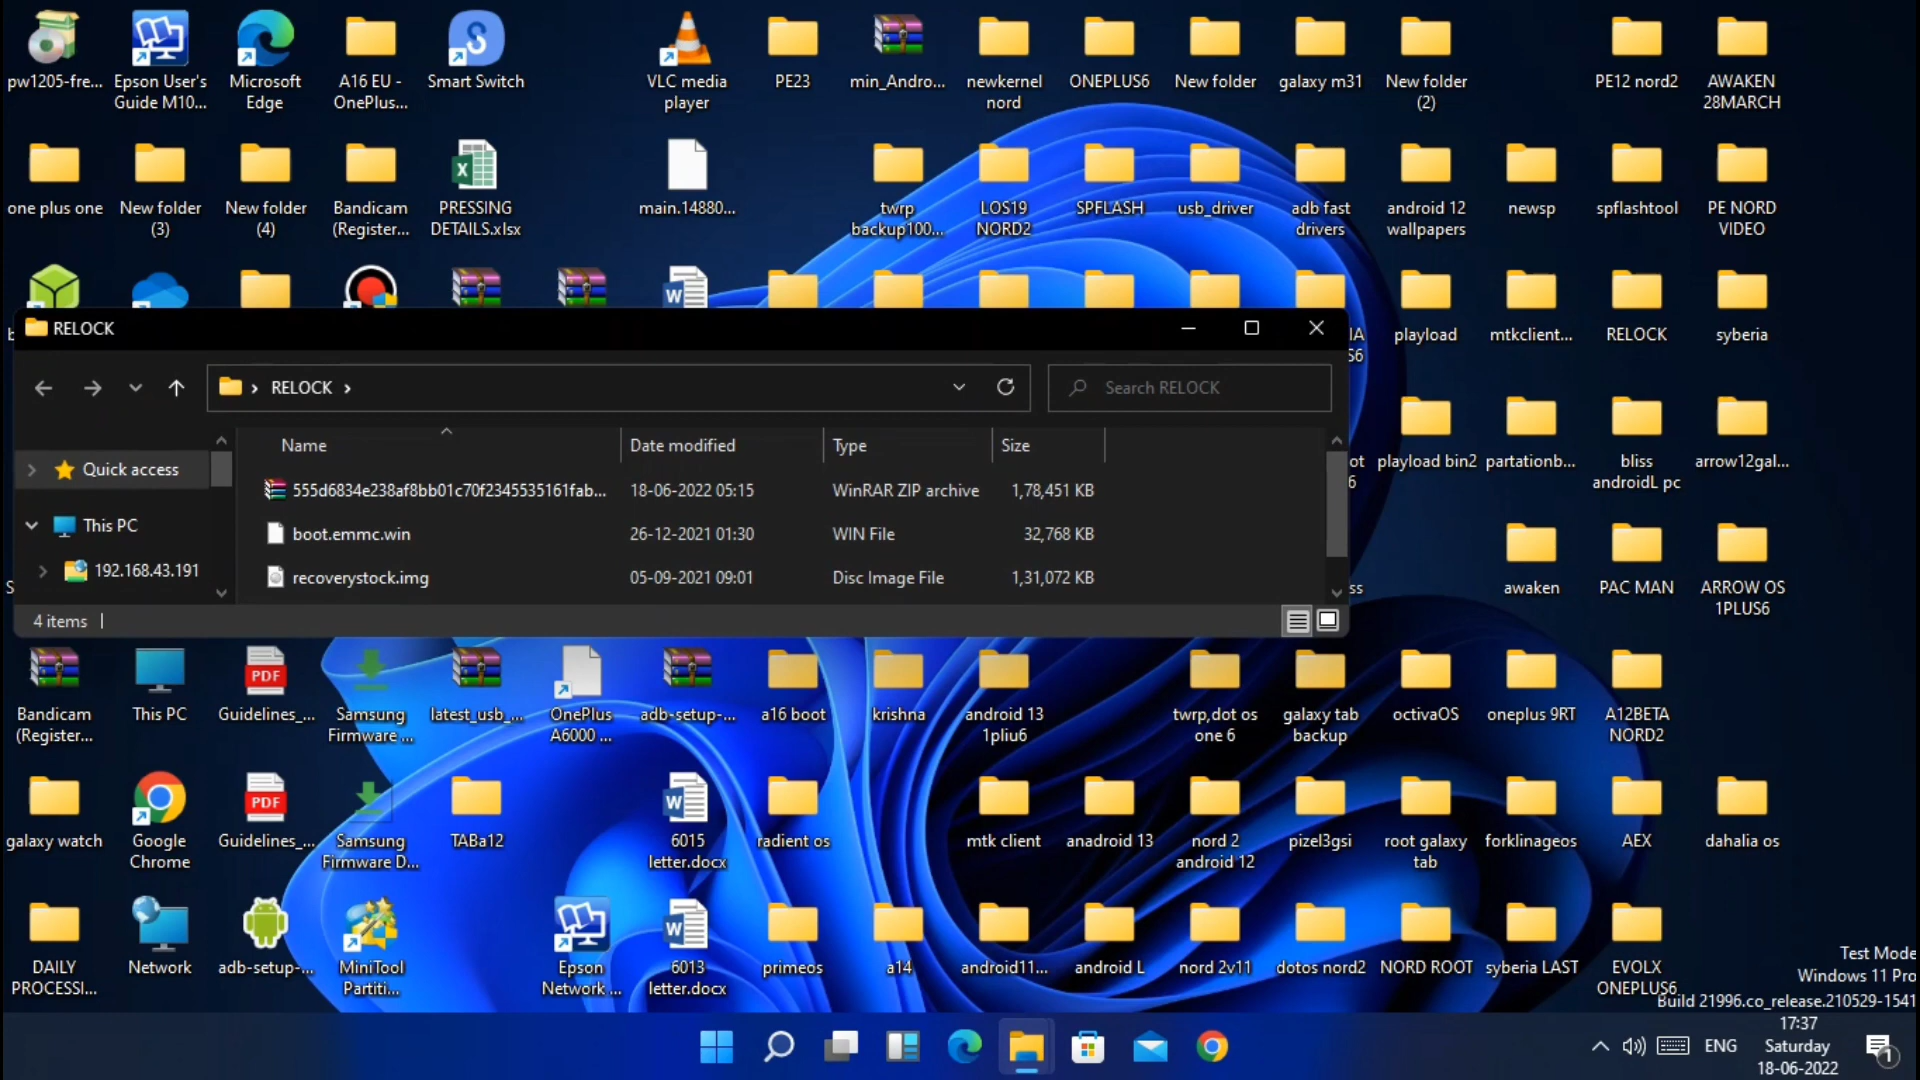 pw1205-fre...
Epson User's
Guide M10...
Microsoft
Edge
A16 EU -
OnePlus...
Smart Switch
VLC media
player
PE23
min_Andro...
newkernel
nord
ONEPLUS6
New folder
galaxy m31
New folder
(2)
PE12 nord2
AWAKEN
28MARCH
one plus one
New folder
(3)
New folder
(4)
Bandicam
(Register...
PRESSING
DETAILS.xlsx
main.14880...
twrp
backup100...
LOS19
NORD2
SPFLASH
usb_driver
adb fast
drivers
android 12
wallpapers
newsp
spflashtool
PE NORD
VIDEO
playload
mtkclient...
RELOCK
syberia
RELOCK
RELOCK
Search RELOCK
Name
Date modified
Type
Size
Quick access
555d6834e238af8bb01c70f2345535161fab...
18-06-2022 05:15
WinRAR ZIP archive
1,78,451 KB
This PC
boot.emmc.win
26-12-2021 01:30
WIN File
32,768 KB
192.168.43.191
recoverystock.img
05-09-2021 09:01
Disc Image File
1,31,072 KB
4 items
playload bin2
partationb...
bliss
androidL pc
arrow12gal...
awaken
PAC MAN
ARROW OS
1PLUS6
Bandicam
(Register...
This PC
PDF
Guidelines_...
Samsung
Firmware ...
latest_usb_...
OnePlus
A6000 ...
adb-setup-...
a16 boot
krishna
android 13
1pliu6
twrp,dot os
one 6
galaxy tab
backup
octivaOS
oneplus 9RT
A12BETA
NORD2
galaxy watch
Google
Chrome
PDF
Guidelines_...
Samsung
Firmware D...
TABa12
6015
letter.docx
radient os
mtk client
anadroid 13
nord 2
android 12
pizel3gsi
root galaxy
tab
forklinageos
AEX
dahalia os
DAILY
PROCESSI...
Network
adb-setup-...
MiniTool
Partiti...
Epson
Network ...
6013
letter.docx
primeos
a14
android11...
android L
nord 2v11
dotos nord2
NORD ROOT
syberia LAST
EVOLX
ONEPLUS6
Test Mode
Windows 11 Pro
Build 21996.co_release.210529-1541
ENG
17:37
Saturday
18-06-2022
1